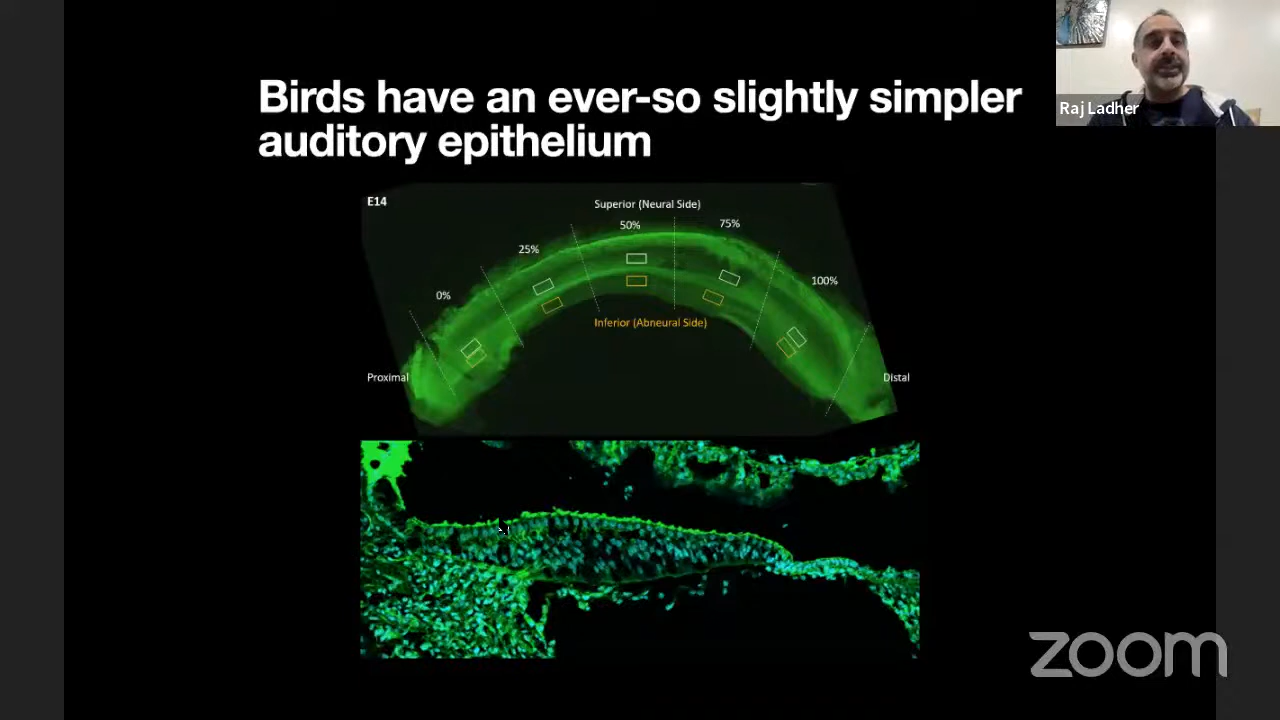 Birds have an ever-so slightly simpler
auditory epithelium
Raj Ladher
E14
Superior (Neural Side)
50%
75%
25%
100%
0%
Inferior (Abneural Side)
Proximal
Distal
zoom